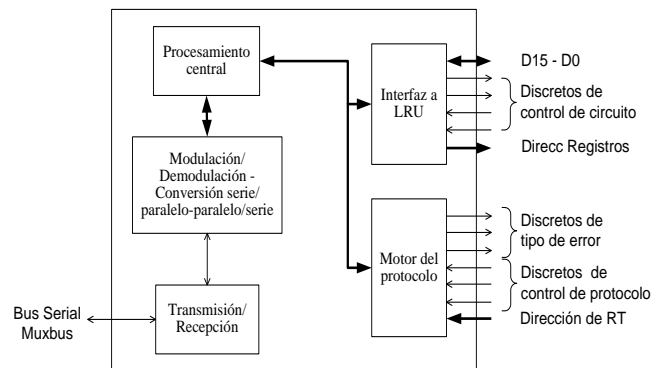 Procesamiento
central
Modulación/
Demodulación -
Conversión serie/
paralelo-paralelo/serie
Transmisión/
Recepción
Bus Serial
Muxbus
Interfaz a
LRU
D15 - D0
Discretos de
control de circuito
Direcc Registros
Motor del
protocolo
Discretos de
tipo de error
Discretos de
control de protocolo
Dirección de RT